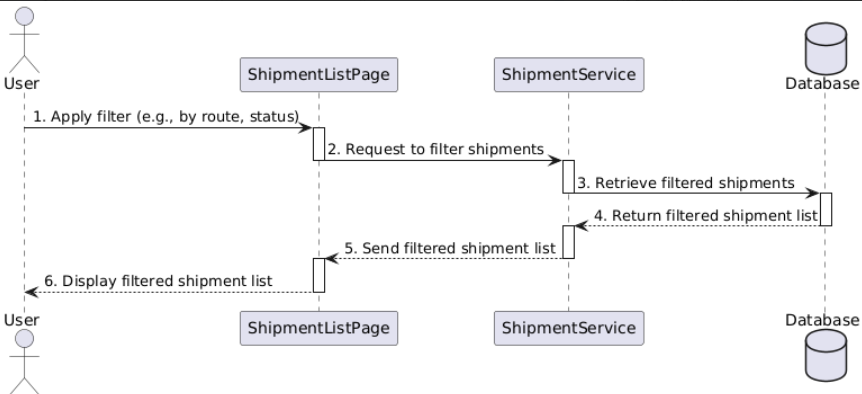 User
ShipmentListPage
ShipmentService
Database
1. Apply filter (e.g., by route, status)
2. Request to filter shipments
3. Retrieve filtered shipments
4. Return filtered shipment list
5. Send filtered shipment list
6. Display filtered shipment list
User
ShipmentListPage
ShipmentService
Database